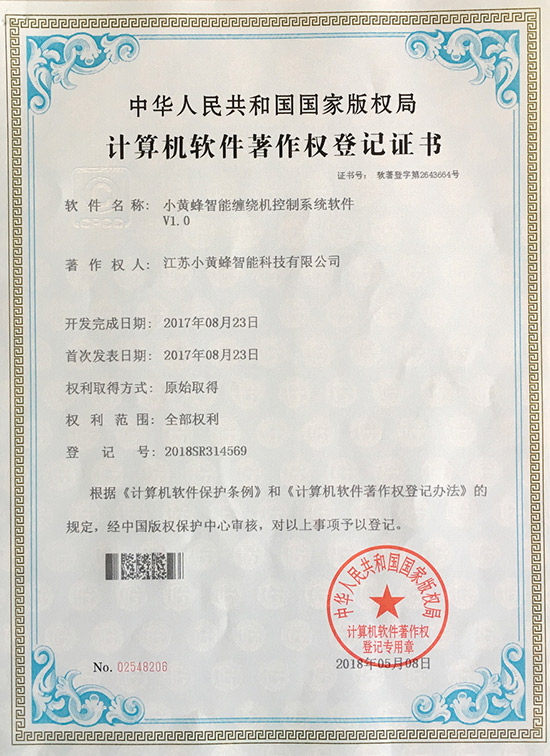 中华人民共和国国家版权局
计算机软件著作权登记证书
证书号： 软著登字第2643664号
软件名称： 小黄蜂智能缠绕机控制系统软件
V1.0
著作权人： 江苏小黄蜂智能科技有限公司
开发完成日期： 2017年08月23日
首次发表日期： 2017年08月23日
权利取得方式： 原始取得
权利范围： 全部权利
登记号： 2018SR314569
根据《计算机软件保护条例》和《计算机软件著作权登记办法》的
规定，经中国版权保护中心审核，对以上事项予以登记。
中华人民共和国国家版权局
计算机软件著作权
登记专用章
No. 02548206
2018年05月08日